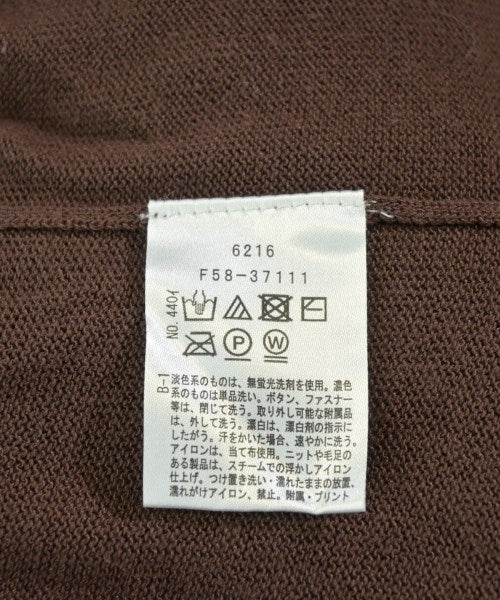 6216
F58-37111
NO. 440イ
P
W
B-1
淡色系のものは、無蛍光洗剤を使用。濃色
系のものは単品洗い。ボタン、ファスナー
等は、閉じて洗う。取り外し可能な附属品
は、外して洗う。漂白は、漂白剤の指示に
したがう。汗をかいた場合、速やかに洗う。
アイロンは、当て布使用。ニットや毛足の
ある製品は、スチームでの浮かしアイロン
仕上げ。つけ置き洗い・濡れたままの放置、
濡れがけアイロン、禁止。附属・プリント